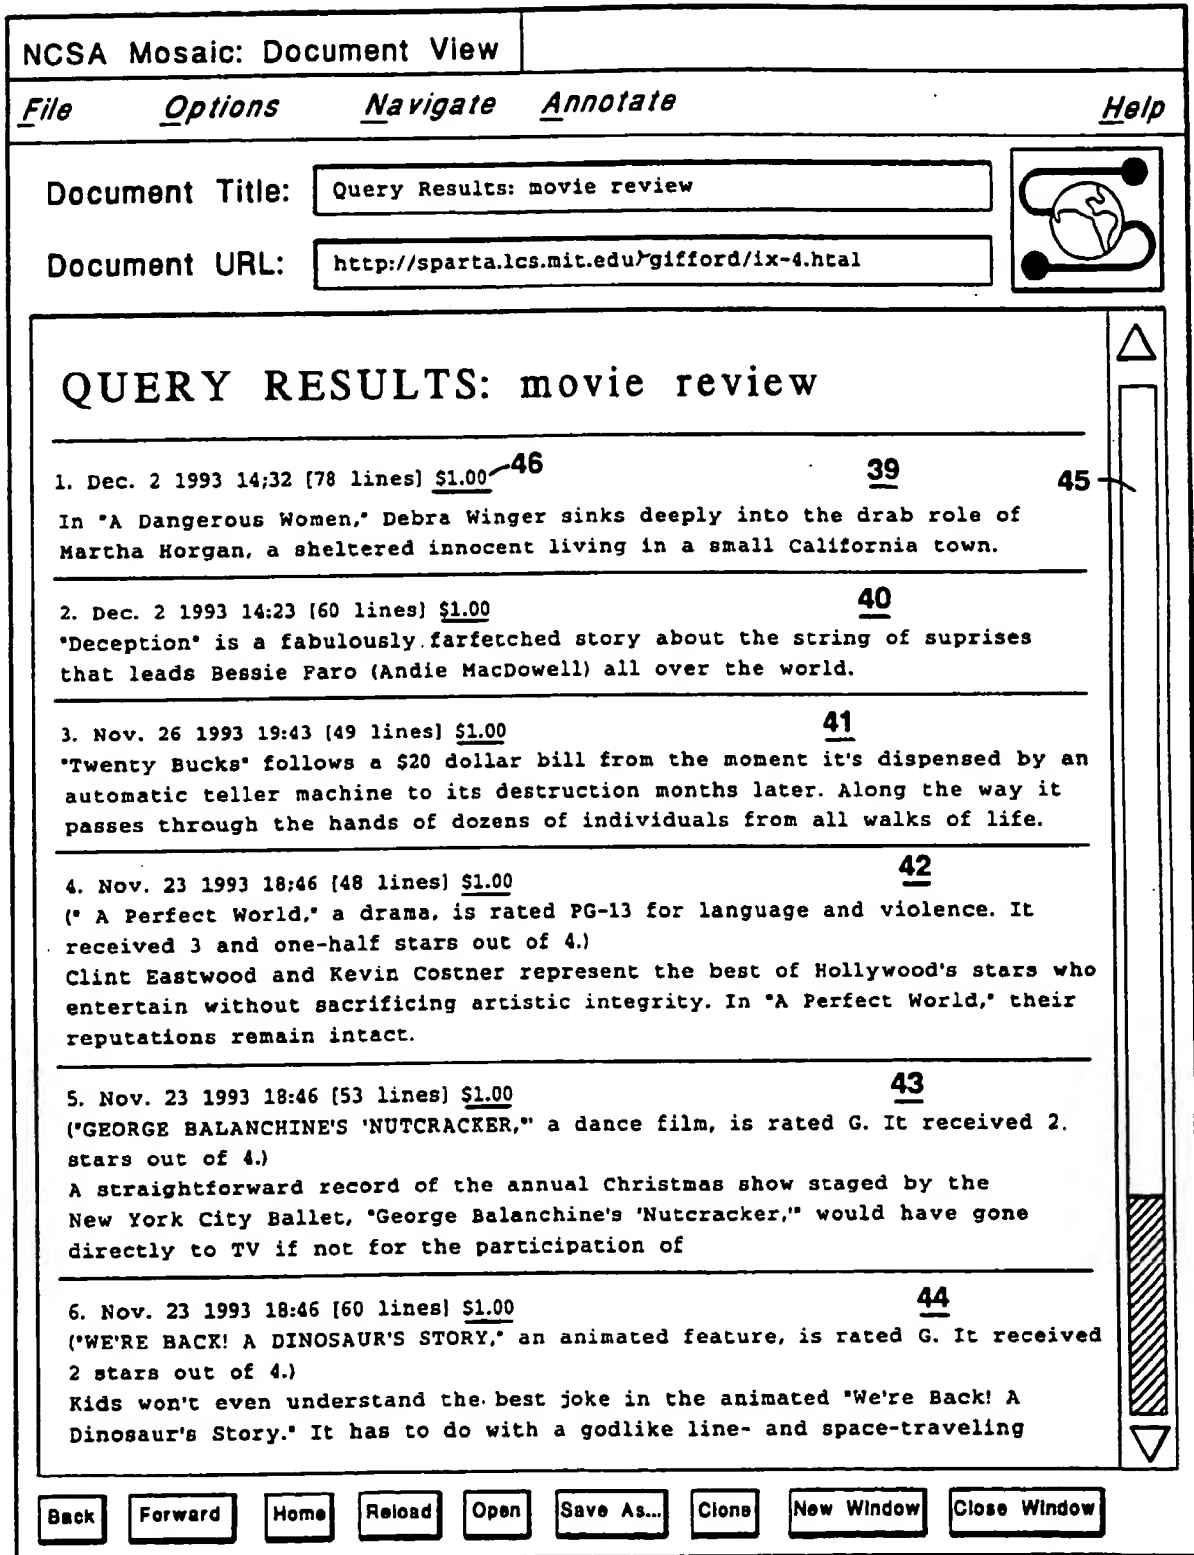 NCSA Mosaic: Document View
File Options Navigate Annotate Help
Document Title: Query Results: movie review
Document URL: http://sparta.lcs.mit.edu/~gifford/ix-4.htal
QUERY RESULTS: movie review
1. Dec. 2 1993 14;32 [78 lines] $1.00 46 39 45
In "A Dangerous Women," Debra Winger sinks deeply into the drab role of
Martha Horgan, a sheltered innocent living in a small California town.
2. Dec. 2 1993 14:23 [60 lines] $1.00 40
"Deception" is a fabulously farfetched story about the string of suprises
that leads Bessie Faro (Andie MacDowell) all over the world.
3. Nov. 26 1993 19:43 [49 lines] $1.00 41
"Twenty Bucks" follows a $20 dollar bill from the moment it's dispensed by an
automatic teller machine to its destruction months later. Along the way it
passes through the hands of dozens of individuals from all walks of life.
4. Nov. 23 1993 18;46 [48 lines] $1.00 42
(" A Perfect World," a drama, is rated PG-13 for language and violence. It
received 3 and one-half stars out of 4.)
Clint Eastwood and Kevin Costner represent the best of Hollywood's stars who
entertain without sacrificing artistic integrity. In "A Perfect World," their
reputations remain intact.
5. Nov. 23 1993 18:46 [53 lines] $1.00 43
("GEORGE BALANCHINE'S 'NUTCRACKER,'" a dance film, is rated G. It received 2.
stars out of 4.)
A straightforward record of the annual Christmas show staged by the
New York City Ballet, "George Balanchine's 'Nutcracker,'" would have gone
directly to TV if not for the participation of
6. Nov. 23 1993 18:46 [60 lines] $1.00 44
("WE'RE BACK! A DINOSAUR'S STORY," an animated feature, is rated G. It received
2 stars out of 4.)
Kids won't even understand the best joke in the animated "We're Back! A
Dinosaur's Story." It has to do with a godlike line- and space-traveling
Back Forward Home Reload Open Save As... Clone New Window Close Window